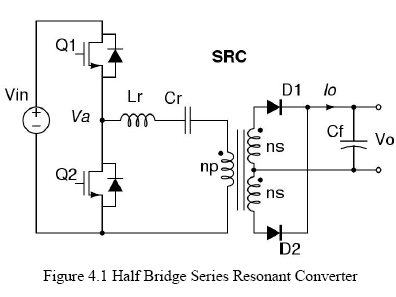 Q1
SRC
Vin
Lr
Cr
D1
Io
Va
Cf
Vo
ns
np
Q2
ns
D2
Figure 4.1 Half Bridge Series Resonant Converter